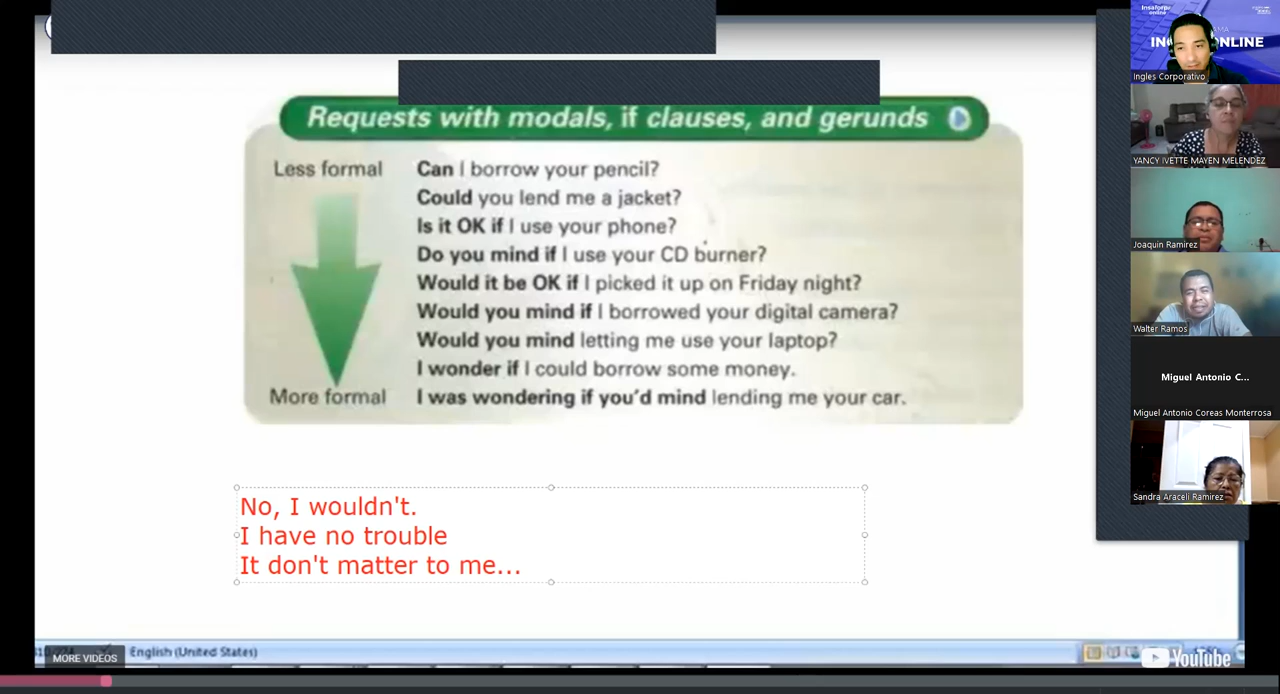 Requests with modals, if clauses, and gerunds
Less formal
Can I borrow your pencil?
Could you lend me a jacket?
Is it OK if I use your phone?
Do you mind if I use your CD burner?
Would it be OK if I picked it up on Friday night?
Would you mind if I borrowed your digital camera?
Would you mind letting me use your laptop?
I wonder if I could borrow some money.
More formal
I was wondering if you'd mind lending me your car.
No, I wouldn't.
I have no trouble
It don't matter to me...
English (United States)
MORE VIDEOS
YouTube
Insaforp
online
ONLINE
Ingles Corporativo
YANCY IVETTE MAYEN MELENDEZ
Joaquin Ramirez
Walter Ramos
Miguel Antonio C...
Miguel Antonio Coreas Monterrosa
Sandra Araceli Ramirez